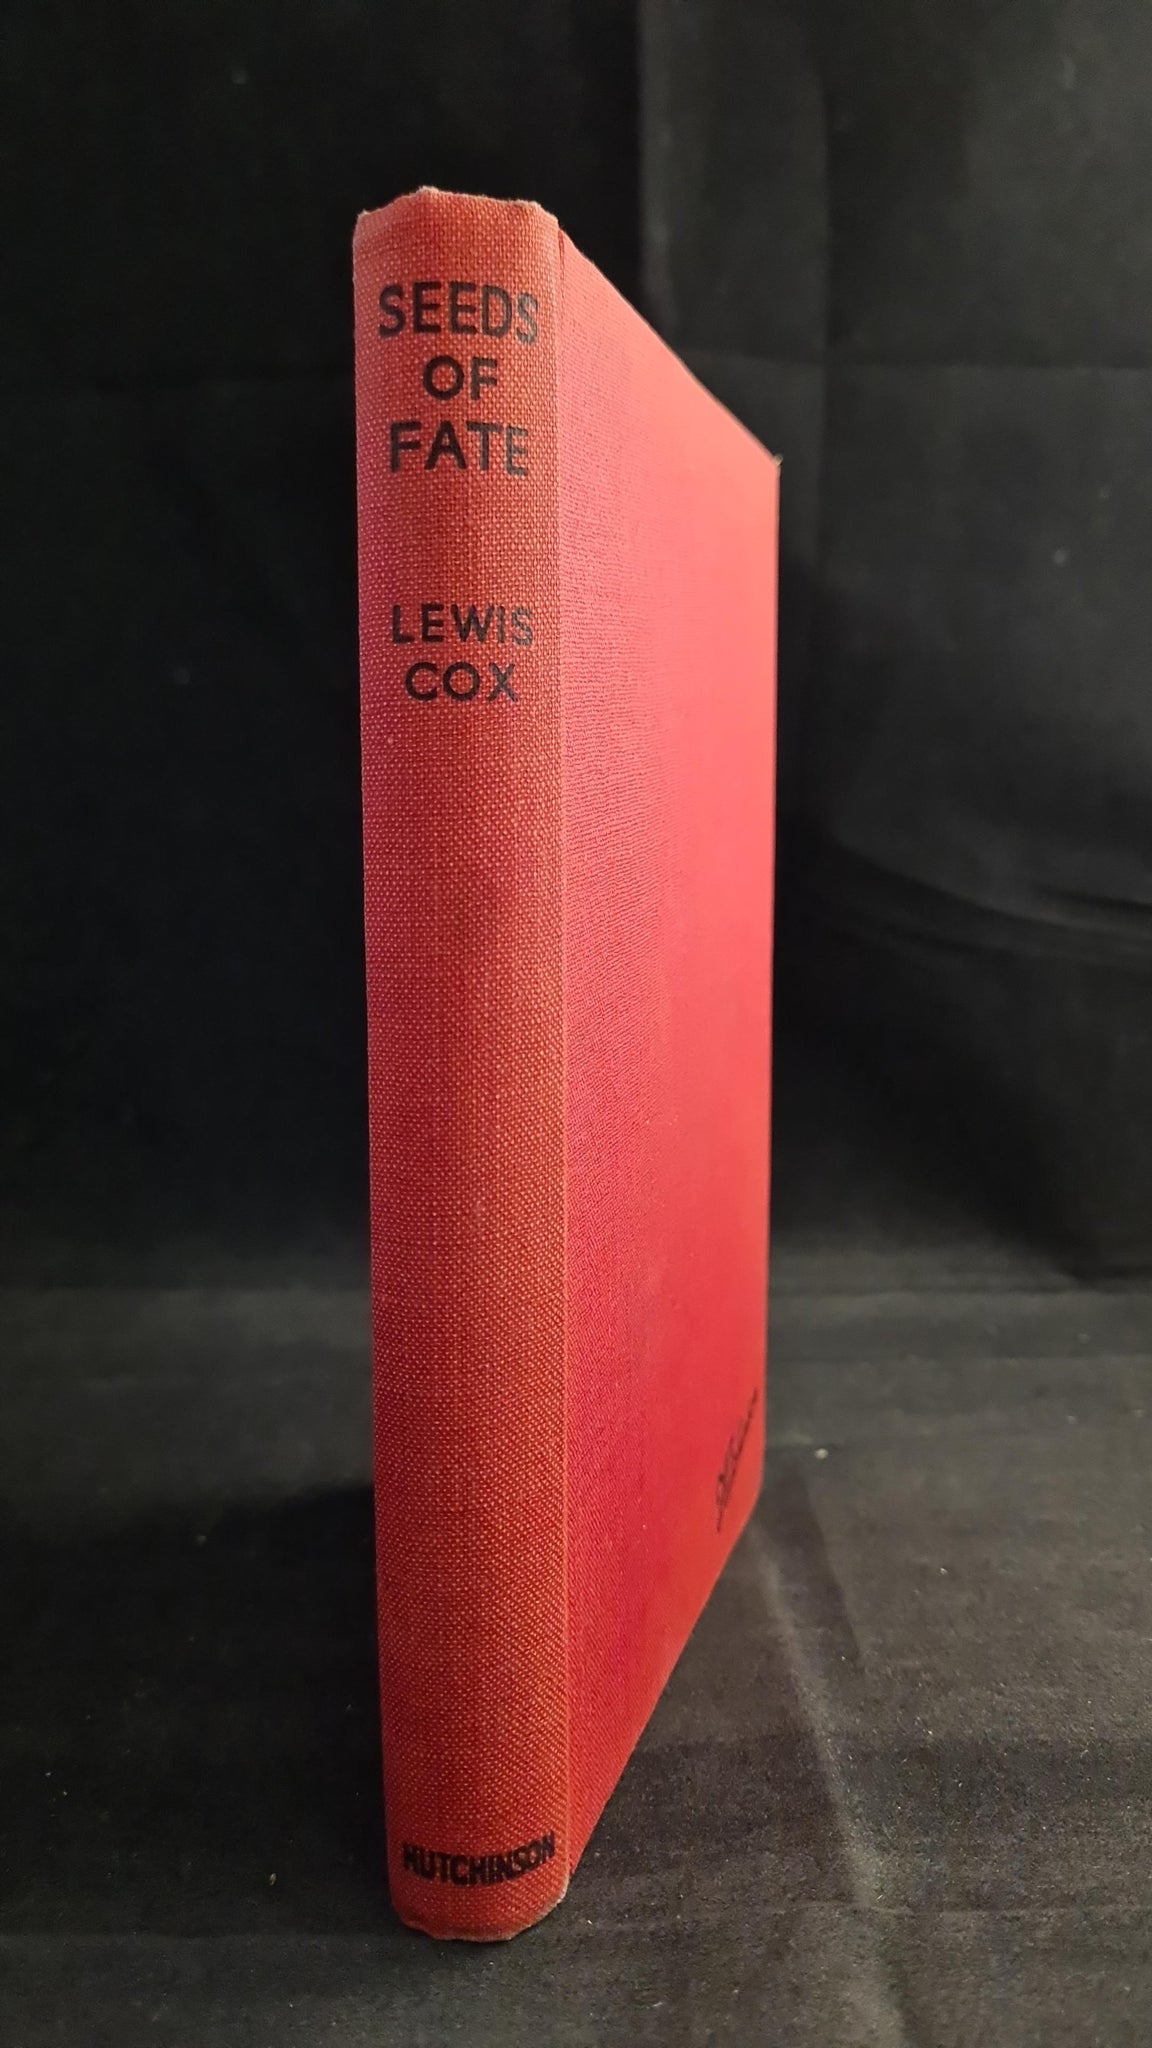 SEEDS
OF
FATE
LEWIS
COX
HUTCHINSON